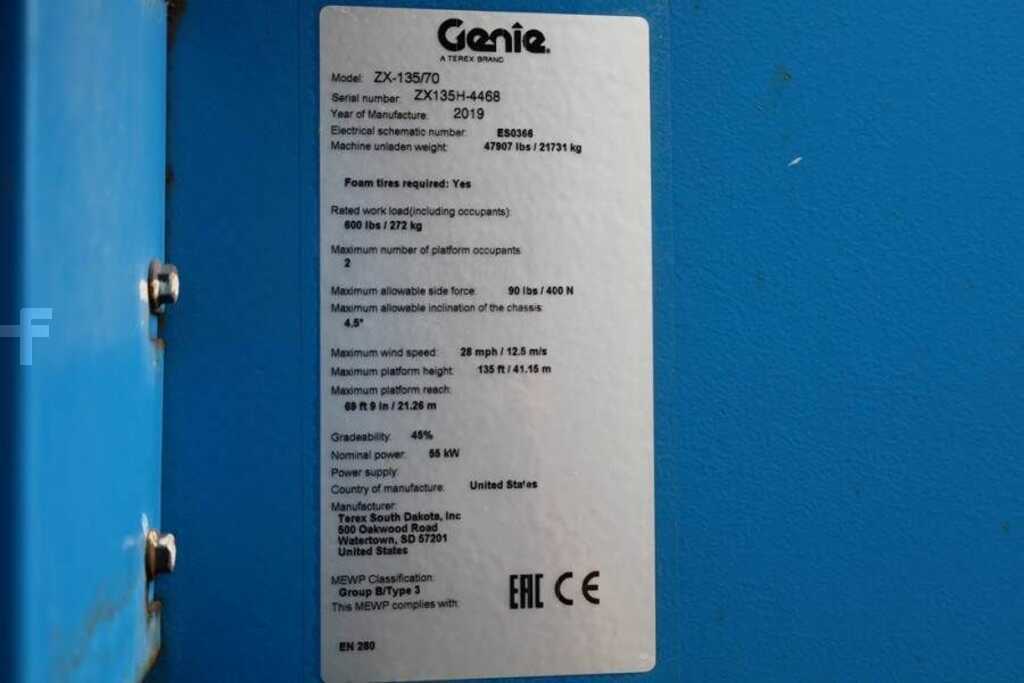 Genie
A TEREX BRAND
Model: ZX-135/70
Serial number: ZX135H-4468
Year of Manufacture: 2019
Electrical schematic number: ES0366
Machine unladen weight: 47907 lbs / 21731 kg
Foam tires required: Yes
Rated work load(including occupants):
600 lbs / 272 kg
Maximum number of platform occupants:
2
Maximum allowable side force: 90 lbs / 400 N
Maximum allowable inclination of the chassis:
4.5°
Maximum wind speed: 28 mph / 12.5 m/s
Maximum platform height: 135 ft / 41.15 m
Maximum platform reach:
69 ft 9 in / 21.26 m
Gradeability: 45%
Nominal power: 55 kW
Power supply:
Country of manufacture: United States
Manufacturer:
Terex South Dakota, Inc
500 Oakwood Road
Watertown, SD 57201
United States
MEWP Classification:
Group B/Type 3
This MEWP complies with:
EAC CE
EN 280